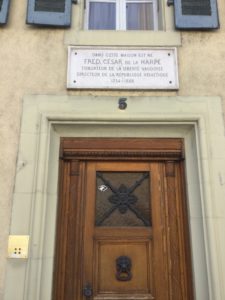 DANS CETTE MAISON EST NÉ
FRÉD. CÉSAR DE LA HARPE
FONDATEUR DE LA LIBERTÉ VAUDOISE
DIRECTEUR DE LA RÉPUBLIQUE HELVÉTIQUE
1754-1838
5